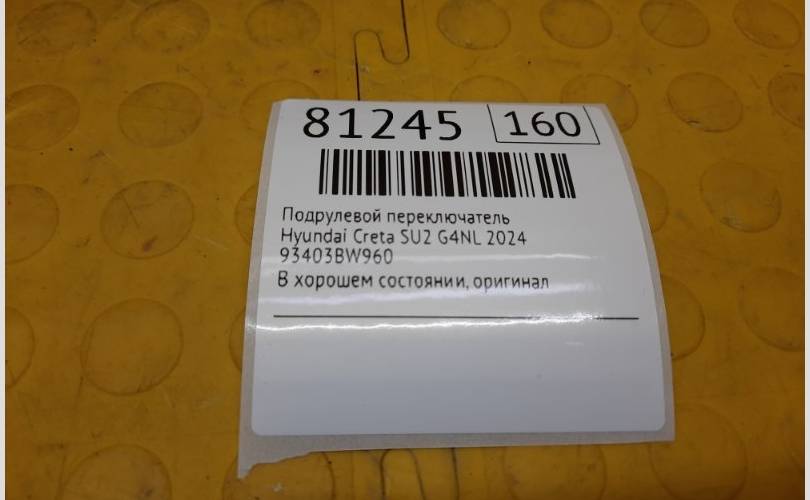 81245 160
Подрулевой переключатель
Hyundai Creta SU2 G4NL 2024
93403BW960
В хорошем состоянии, оригинал